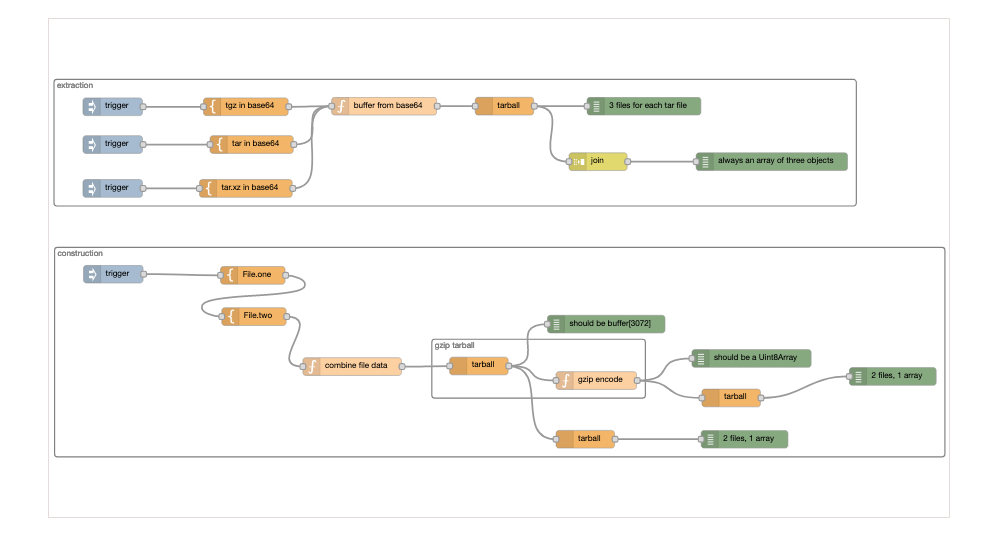 extraction
trigger
tgz in base64
buffer from base64
tarball
3 files for each tar file
trigger
tar in base64
join
always an array of three objects
trigger
tar.xz in base64
construction
trigger
File.one
File.two
should be buffer[3072]
gzip tarball
combine file data
tarball
should be a Uint8Array
gzip encode
2 files, 1 array
tarball
tarball
2 files, 1 array